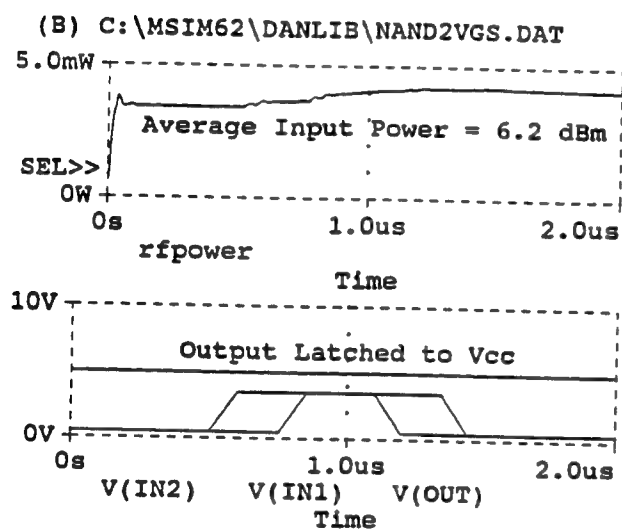 (B) C:\MSIM62\DANLIB\NAND2VGS.DAT
5.0mW
Average Input Power = 6.2 dBm
SEL>>
0W
0s 1.0us 2.0us
rfpower
Time
10V
Output Latched to Vcc
0V
0s 1.0us 2.0us
V(IN2) V(IN1) V(OUT)
Time